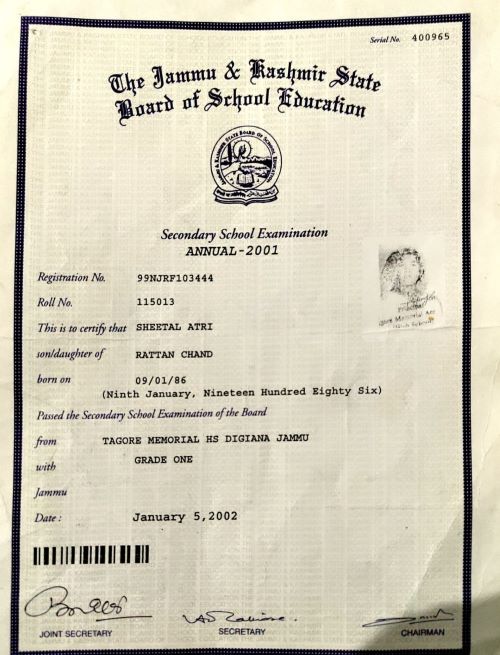 Serial No. 400965
The Jammu & Kashmir State
Board of School Education
Secondary School Examination
ANNUAL-2001
Registration No. 99NJRF103444
Roll No. 115013
This is to certify that SHEETAL ATRI
son/daughter of RATTAN CHAND
born on 09/01/86
(Ninth January, Nineteen Hundred Eighty Six)
Passed the Secondary School Examination of the Board
from TAGORE MEMORIAL HS DIGIANA JAMMU
with GRADE ONE
Jammu
Date : January 5,2002
JOINT SECRETARY
SECRETARY
CHAIRMAN
Principal
Memorial